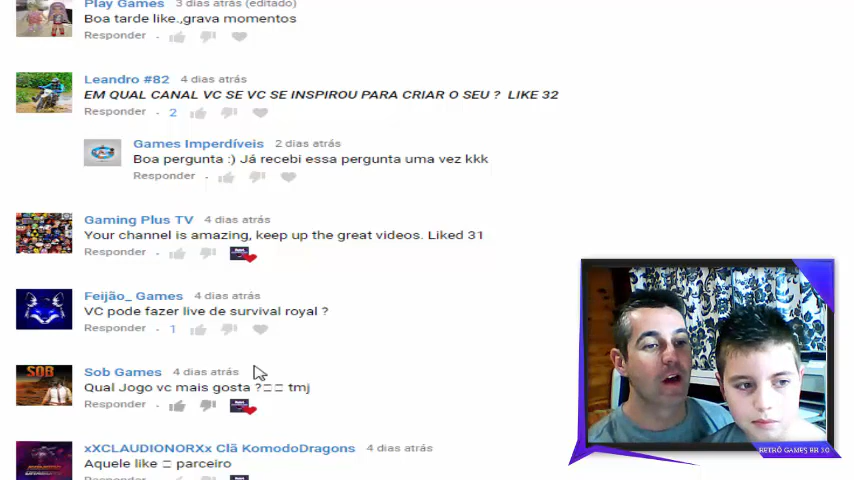 Play Games 3 dias atrás (editado)
Boa tarde like.,grava momentos
Responder
Leandro #82 4 dias atrás
EM QUAL CANAL VC SE VC SE INSPIROU PARA CRIAR O SEU ? LIKE 32
Responder 2
Games Imperdíveis 2 dias atrás
Boa pergunta :) Já recebi essa pergunta uma vez kkk
Responder
Gaming Plus TV 4 dias atrás
Your channel is amazing, keep up the great videos. Liked 31
Responder
Feijão_ Games 4 dias atrás
VC pode fazer live de survival royal ?
Responder 1
SOB
Sob Games 4 dias atrás
Qual Jogo vc mais gosta ? tmj
Responder
xXCLAUDIONORXx Clã KomodoDragons 4 dias atrás
Aquele like parceiro
RETRÔ GAMES BR 3.0